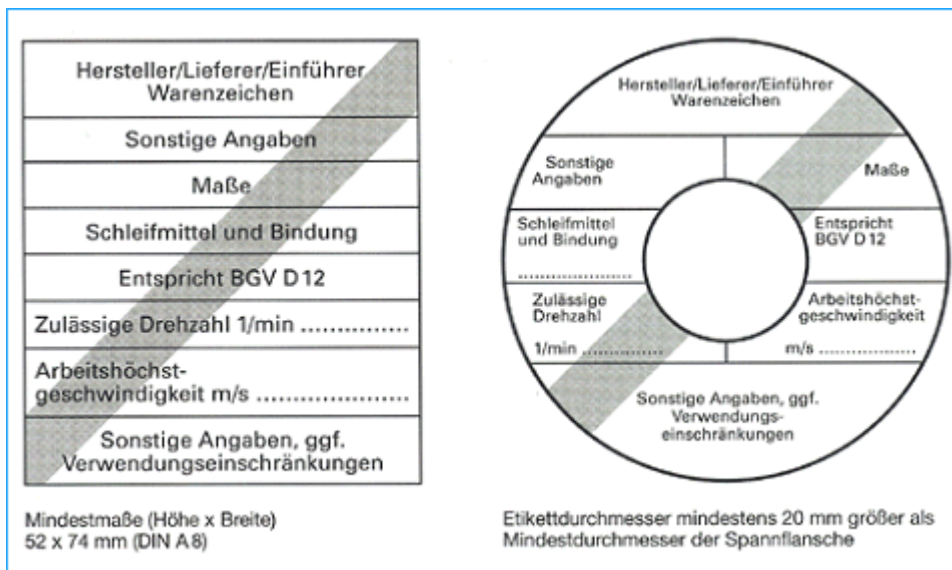 Hersteller/Lieferer/Einführer
Warenzeichen
Sonstige Angaben
Maße
Schleifmittel und Bindung
Entspricht BGV D 12
Zulässige Drehzahl 1/min ................
Arbeitshöchst-
geschwindigkeit m/s ......................
Sonstige Angaben, ggf.
Verwendungseinschränkungen
Mindestmaße (Höhe x Breite)
52 x 74 mm (DIN A8)
Hersteller/Lieferer/Einführer
Warenzeichen
Sonstige
Angaben
Maße
Schleifmittel
und Bindung
......................
Entspricht
BGV D 12
Zulässige
Drehzahl
1/min ................
Arbeitshöchst-
geschwindigkeit
m/s ...................
Sonstige Angaben, ggf.
Verwendungs-
einschränkungen
Etikettdurchmesser mindestens 20 mm größer als
Mindestdurchmesser der Spannflansche